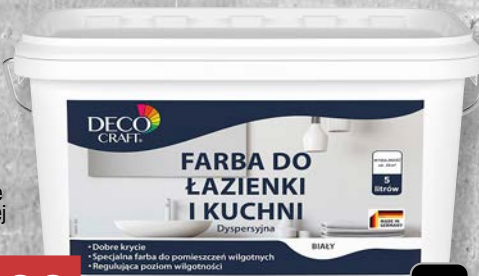 DECO
CRAFT®
FARBA DO
ŁAZIENKI
I KUCHNI
Dyspersyjna
WYDAJNOŚĆ
5
litrów
MADE IN
GERMANY
BIAŁY
• Dobre krycie
• Specjalna farba do pomieszczeń wilgotnych
• Regulująca poziom wilgotności